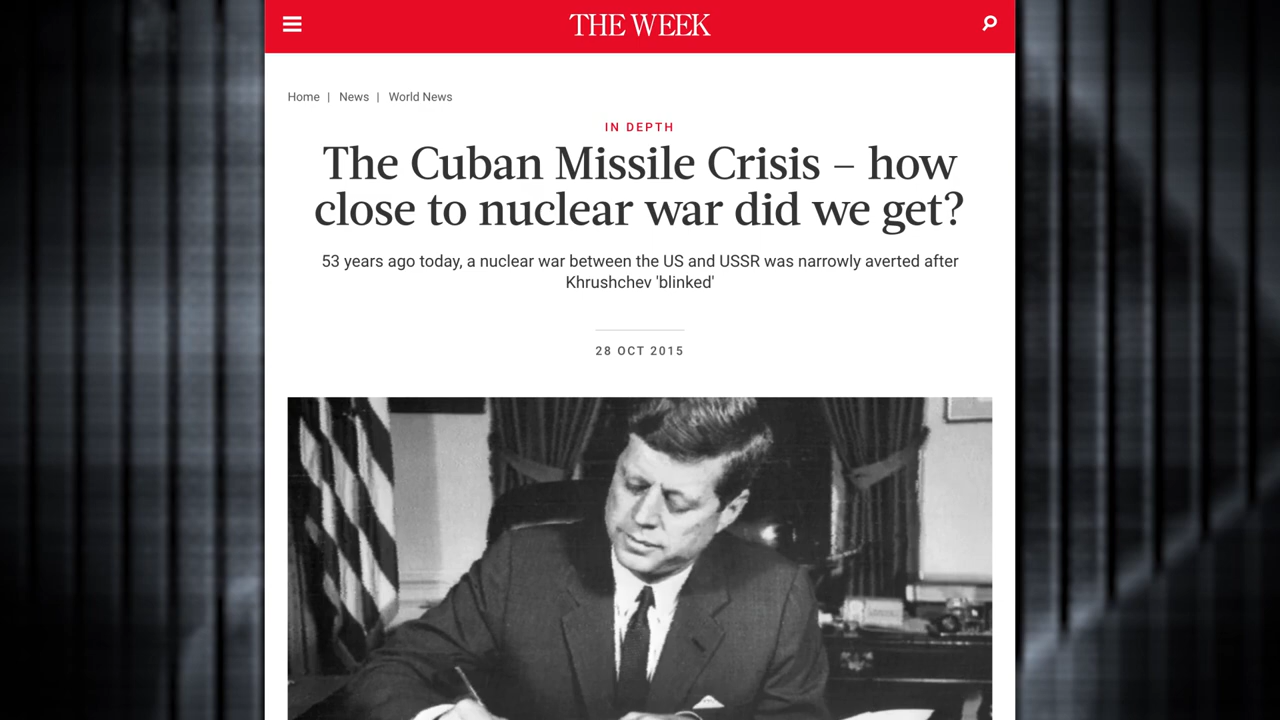 THE WEEK
Home | News | World News
IN DEPTH
The Cuban Missile Crisis – how
close to nuclear war did we get?
53 years ago today, a nuclear war between the US and USSR was narrowly averted after
Khrushchev 'blinked'
28 OCT 2015